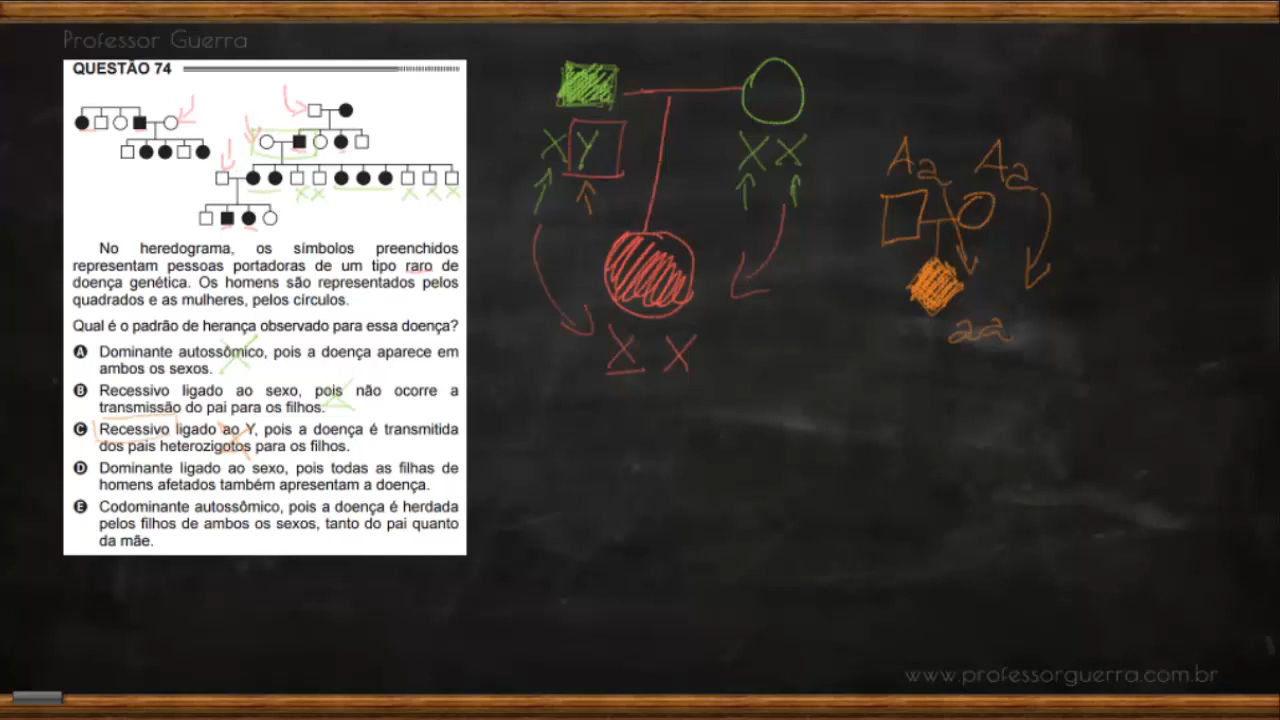 Professor Guerra
QUESTÃO 74
No heredograma, os símbolos preenchidos
representam pessoas portadoras de um tipo raro de
doença genética. Os homens são representados pelos
quadrados e as mulheres, pelos círculos.
Qual é o padrão de herança observado para essa doença?
A Dominante autossômico, pois a doença aparece em
ambos os sexos.
B Recessivo ligado ao sexo, pois não ocorre a
transmissão do pai para os filhos.
C Recessivo ligado ao Y, pois a doença é transmitida
dos pais heterozigotos para os filhos.
D Dominante ligado ao sexo, pois todas as filhas de
homens afetados também apresentam a doença.
E Codominante autossômico, pois a doença é herdada
pelos filhos de ambos os sexos, tanto do pai quanto
da mãe.
X Y
X X
X X
Aa Aa
aa
www.professorguerra.com.br